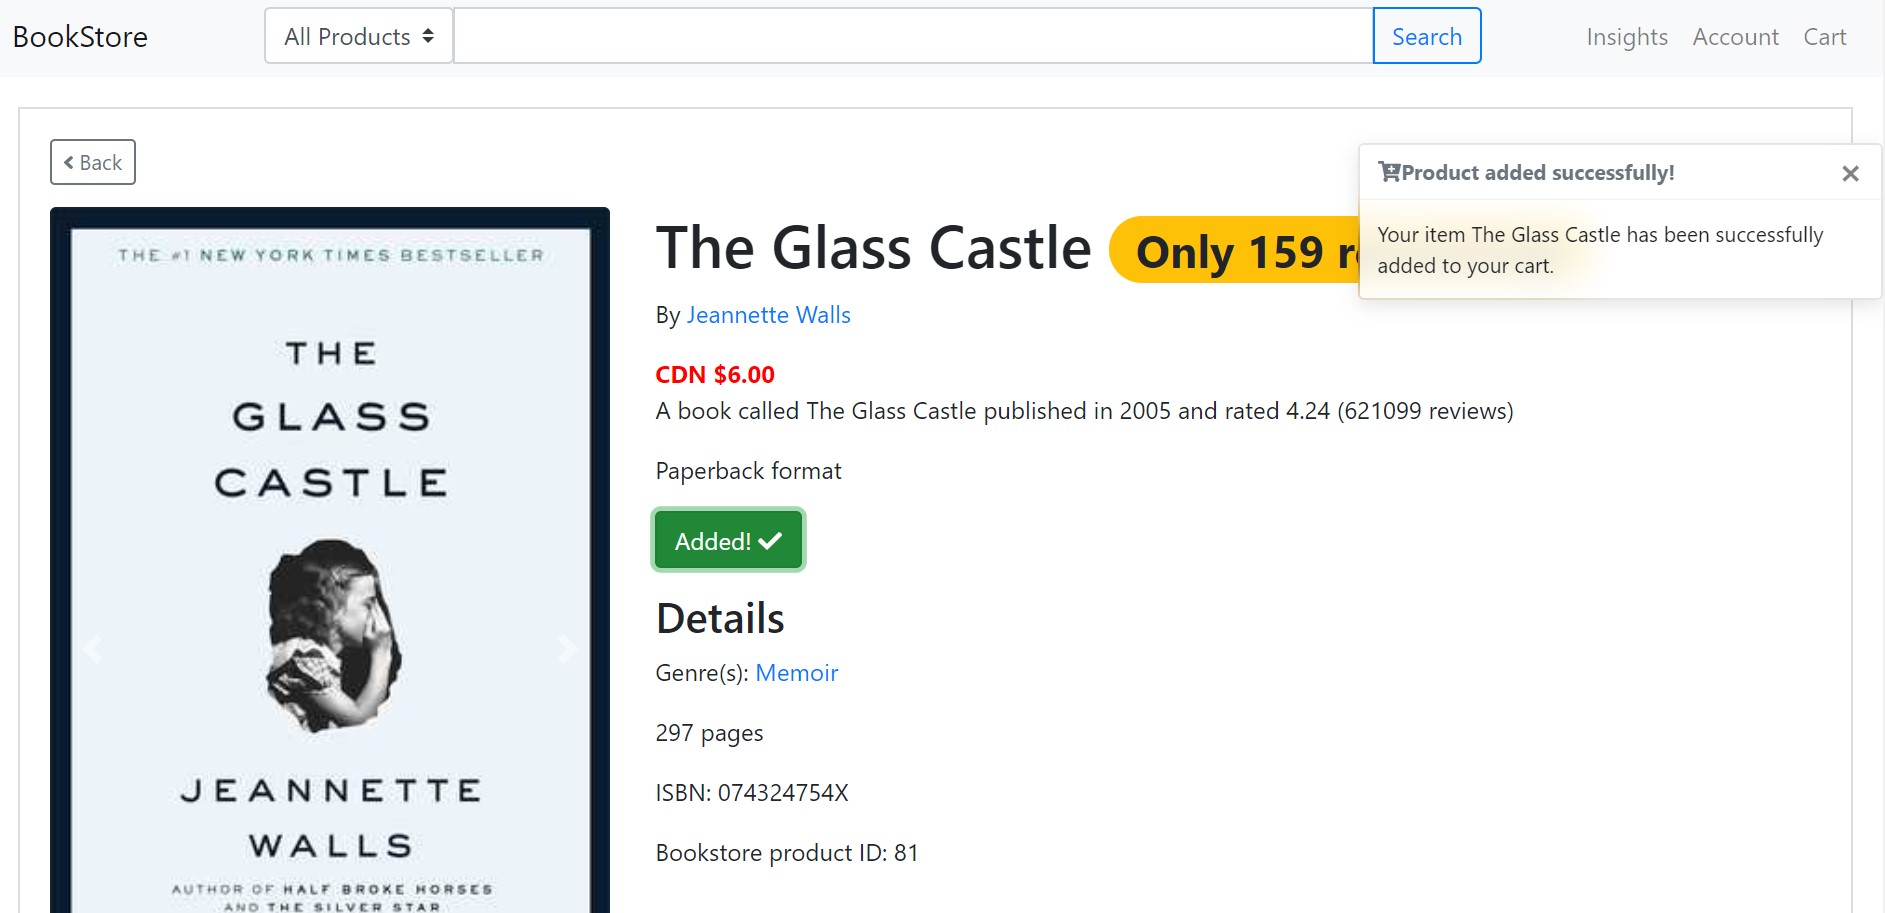 BookStore
All Products
Search
Insights
Account
Cart
Back
Product added successfully!
Your item The Glass Castle has been successfully
added to your cart.
THE #1 NEW YORK TIMES BESTSELLER
THE
GLASS
CASTLE
JEANNETTE
WALLS
AUTHOR OF HALF BROKE HORSES
AND THE SILVER STAR
The Glass Castle
Only 159
By Jeannette Walls
CDN $6.00
A book called The Glass Castle published in 2005 and rated 4.24 (621099 reviews)
Paperback format
Added!
Details
Genre(s): Memoir
297 pages
ISBN: 074324754X
Bookstore product ID: 81